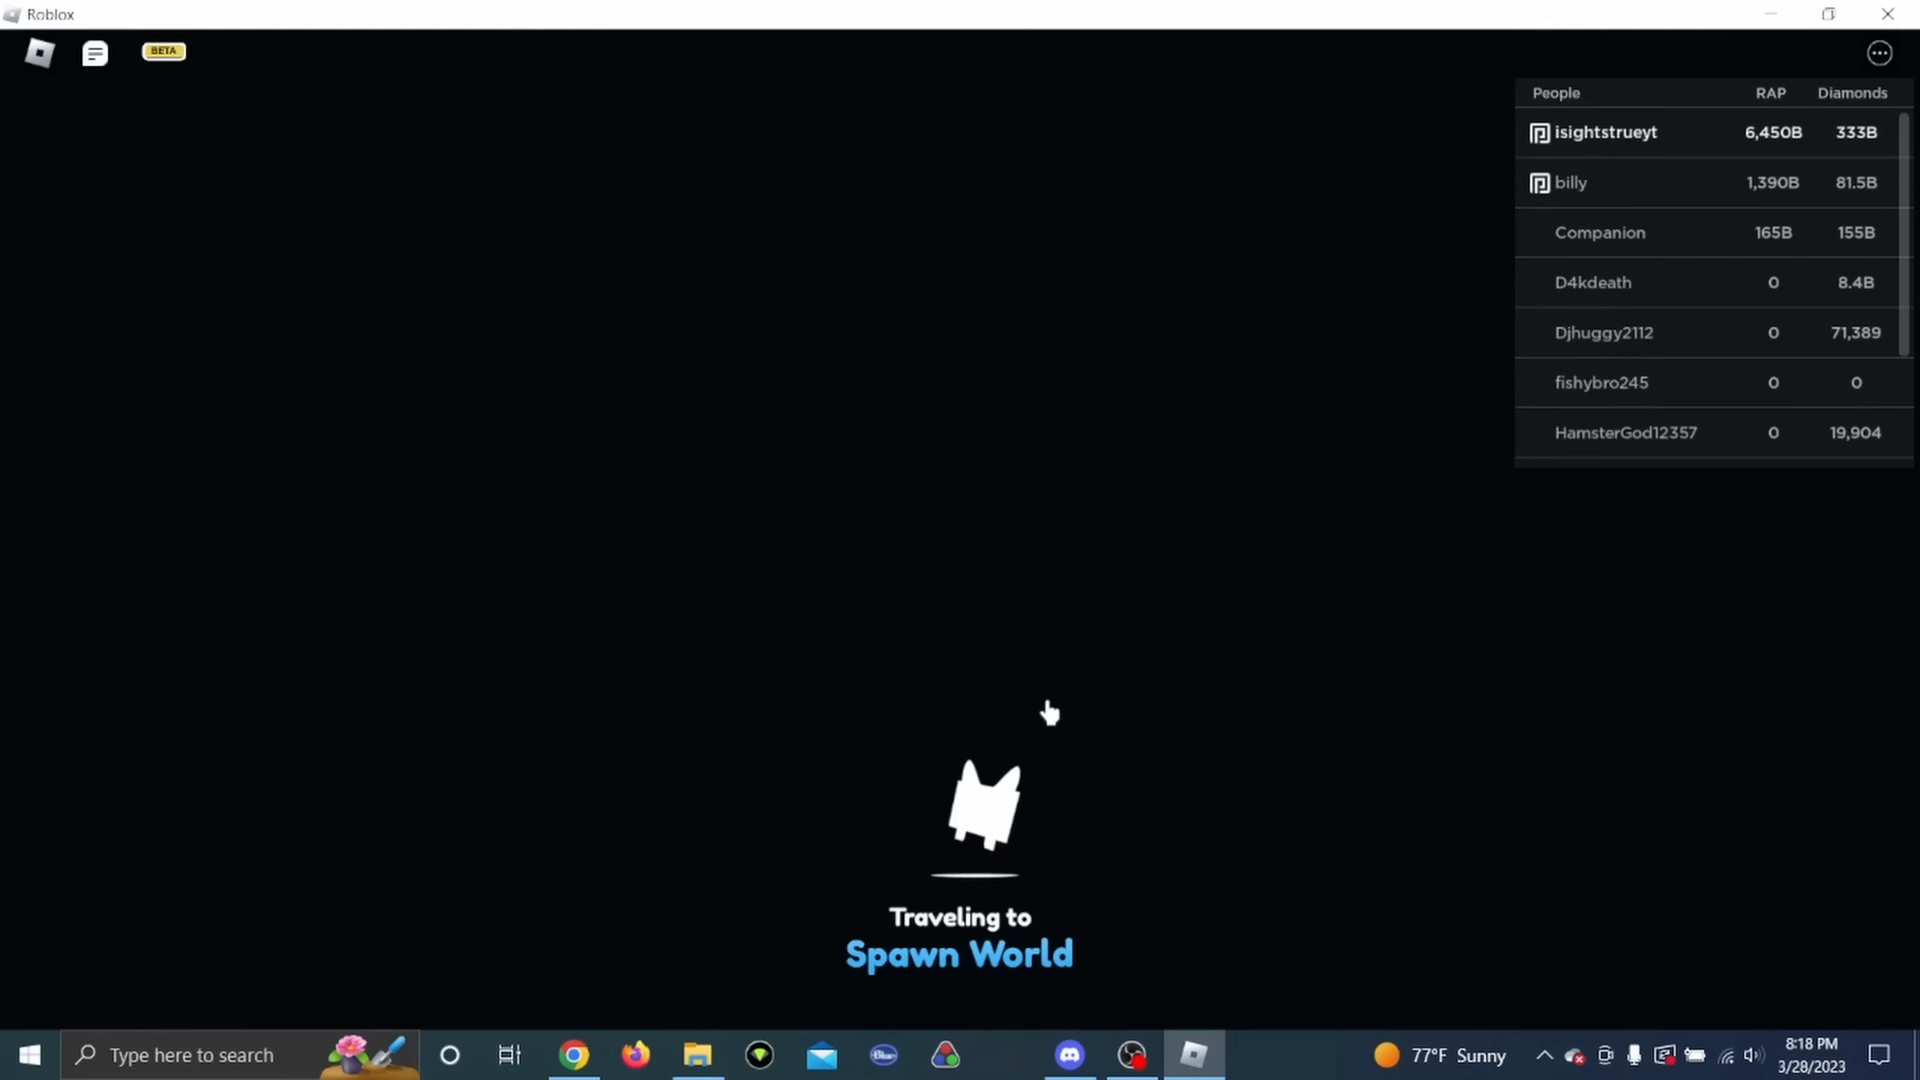 Roblox
BETA
People RAP Diamonds
isightstrueyt 6,450B 333B
billy 1,390B 81.5B
Companion 165B 155B
D4kdeath 0 8.4B
Djhuggy2112 0 71,389
fishybro245 0 0
HamsterGod12357 0 19,904
Traveling to
Spawn World
Type here to search
Blue
77°F Sunny
8:18 PM
3/28/2023